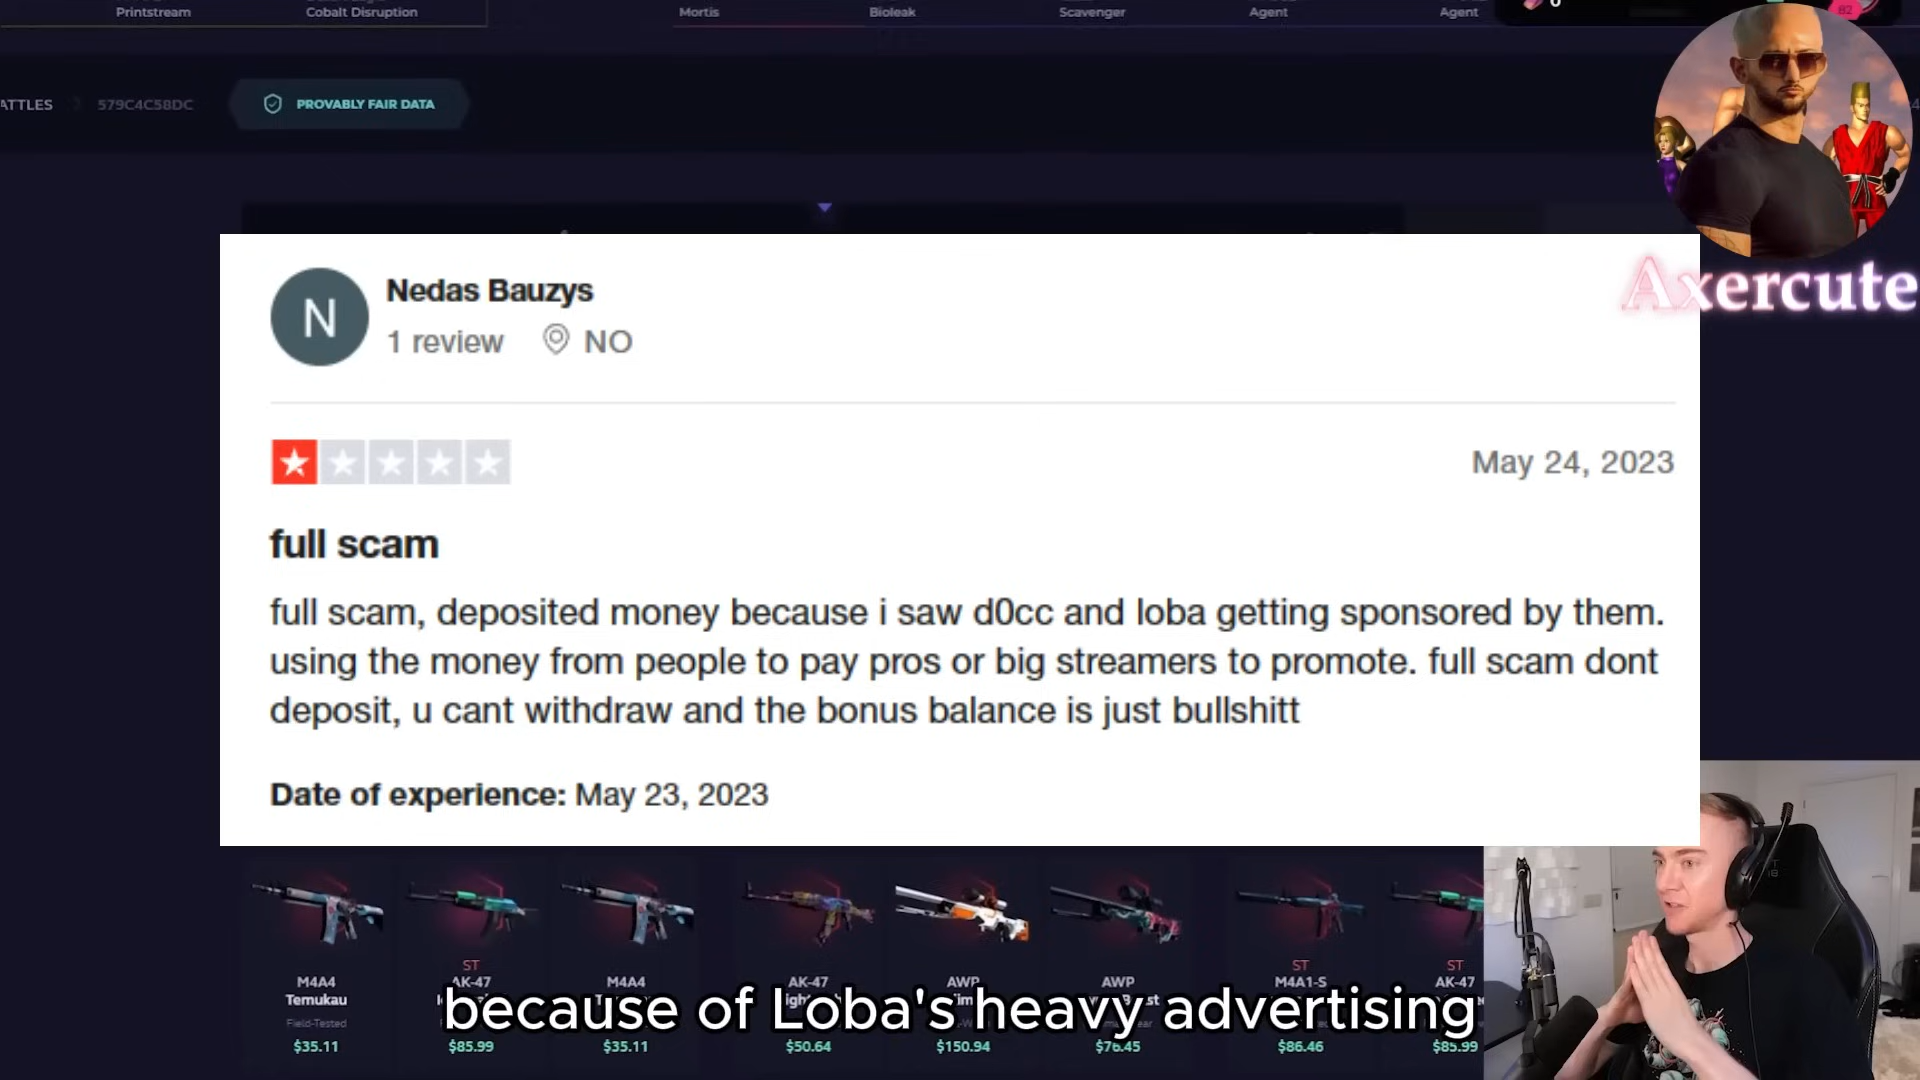 Printstream
Cobalt Disruption
Mortis
Bioleak
Scavenger
Agent
Agent
0
82
ATTLES
579C4C58DC
PROVABLY FAIR DATA
Axercute
N
Nedas Bauzys
1 review
NO
May 24, 2023
full scam
full scam, deposited money because i saw d0cc and loba getting sponsored by them.
using the money from people to pay pros or big streamers to promote. full scam dont
deposit, u cant withdraw and the bonus balance is just bullshitt
Date of experience: May 23, 2023
ST
ST
ST
M4A4
AK-47
M4A4
AK-47
AWP
AWP
M4A1-S
AK-47
Temukau
because of Loba's heavy advertising
Field-Tested
$35.11
$85.99
$35.11
$50.64
$150.94
$76.45
$86.46
$85.99